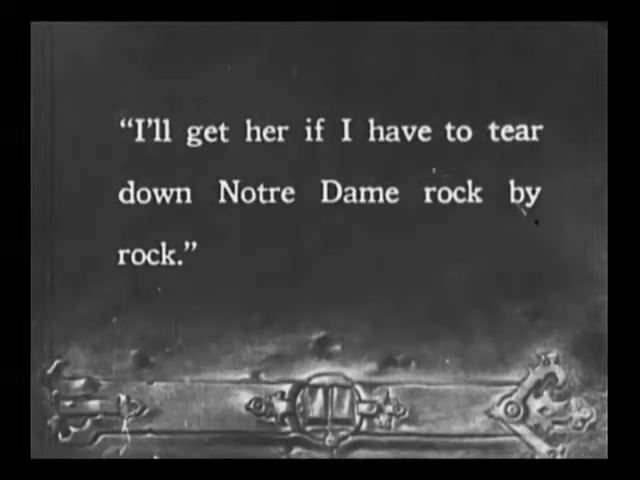 “I’ll get her if I have to tear
down Notre Dame rock by
rock.”